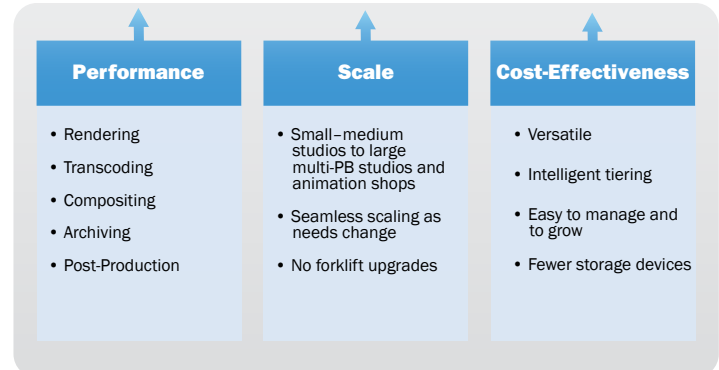 Performance
• Rendering
• Transcoding
• Compositing
• Archiving
• Post-Production
Scale
• Small–medium
studios to large
multi-PB studios and
animation shops
• Seamless scaling as
needs change
• No forklift upgrades
Cost-Effectiveness
• Versatile
• Intelligent tiering
• Easy to manage and
to grow
• Fewer storage devices